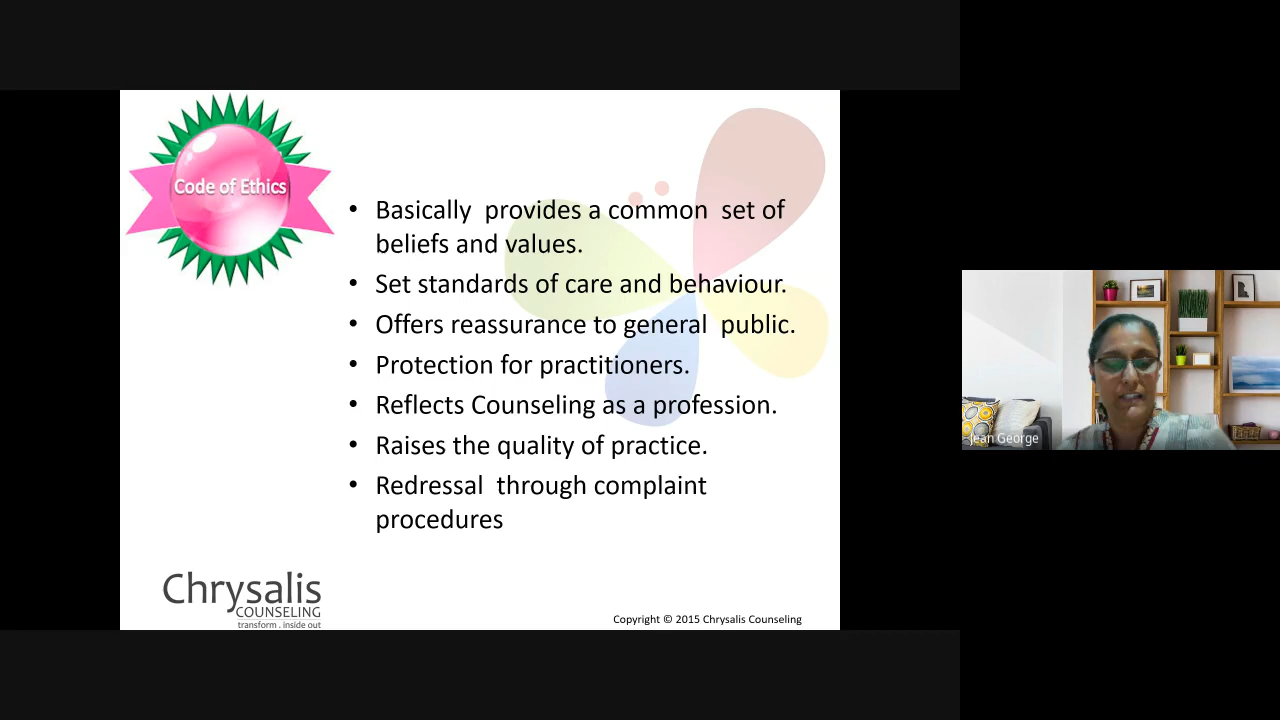 Code of Ethics
• Basically provides a common set of
beliefs and values.
• Set standards of care and behaviour.
• Offers reassurance to general public.
• Protection for practitioners.
• Reflects Counseling as a profession.
• Raises the quality of practice.
• Redressal through complaint
procedures
Chrysalis
COUNSELING
transform . inside out
Copyright © 2015 Chrysalis Counseling
Jean George